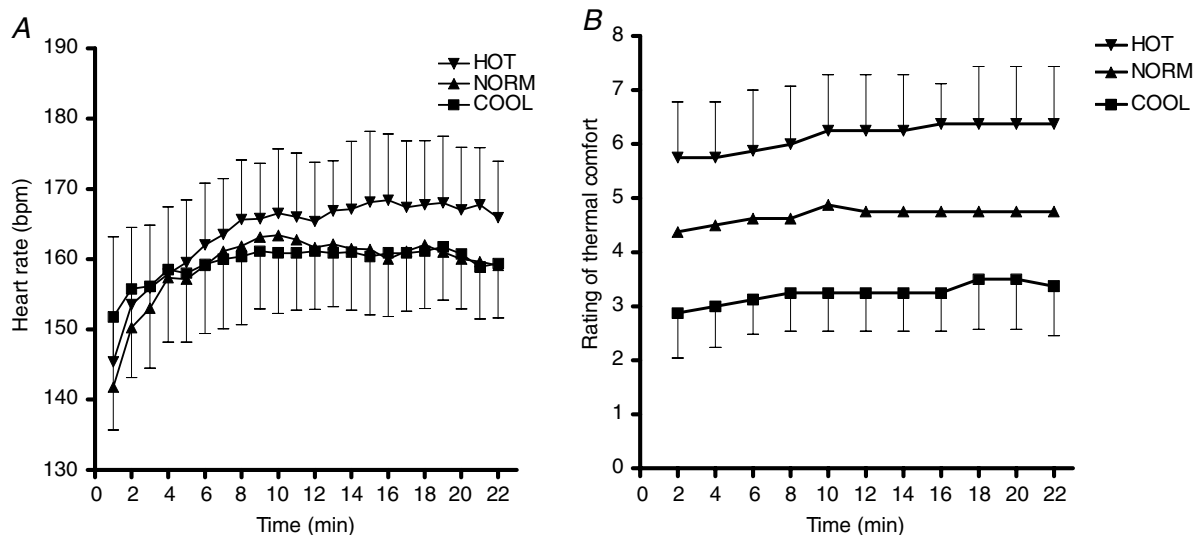 A
190
180
170
160
150
140
130
Heart rate (bpm)
HOT
NORM
COOL
0 2 4 6 8 10 12 14 16 18 20 22
Time (min)
B
8
7
6
5
4
3
2
1
0
Rating of thermal comfort
HOT
NORM
COOL
0 2 4 6 8 10 12 14 16 18 20 22
Time (min)